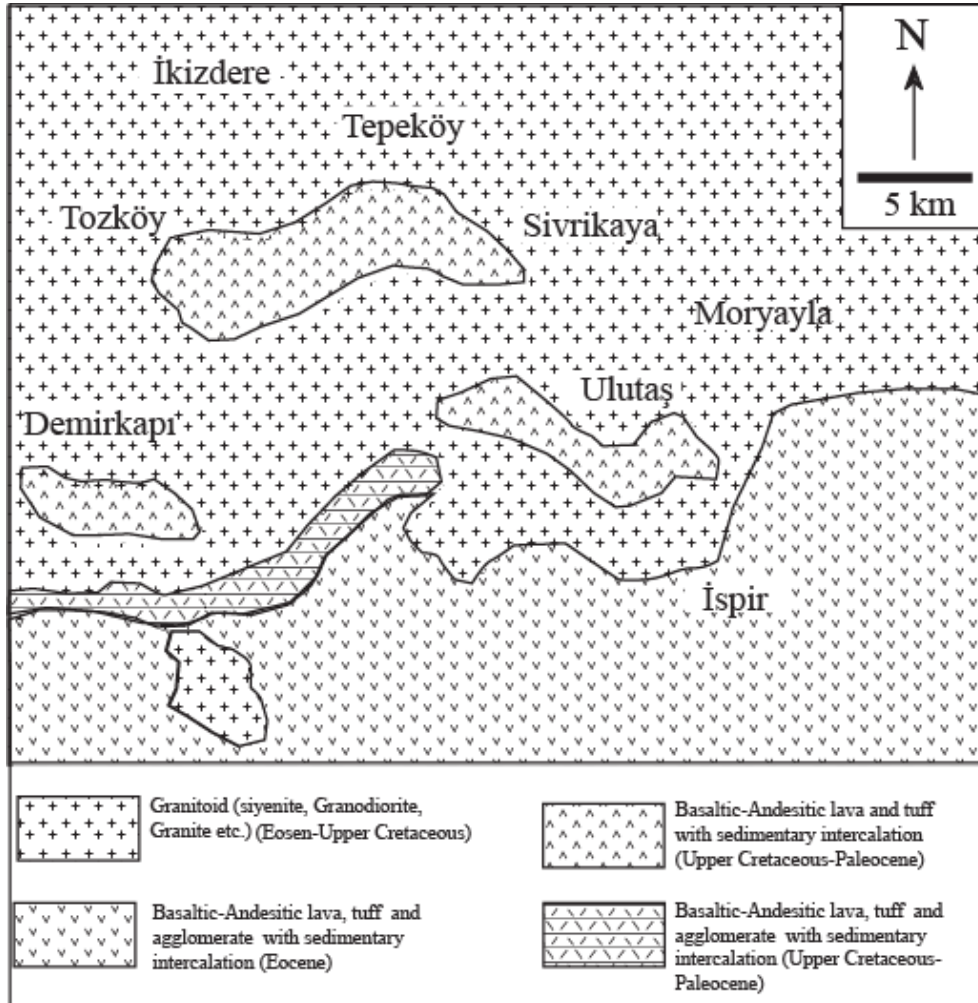 N
5 km
İkizdere
Tepeköy
Tozköy
Sivrikaya
Moryayla
Ulutaş
Demirkapı
İspir
Granitoid (siyenite, Granodiorite,
Granite etc.) (Eosen-Upper Cretaceous)
Basaltic-Andesitic lava and tuff
with sedimentary intercalation
(Upper Cretaceous-Paleocene)
Basaltic-Andesitic lava, tuff and
agglomerate with sedimentary
intercalation (Eocene)
Basaltic-Andesitic lava, tuff and
agglomerate with sedimentary
intercalation (Upper Cretaceous-
Paleocene)